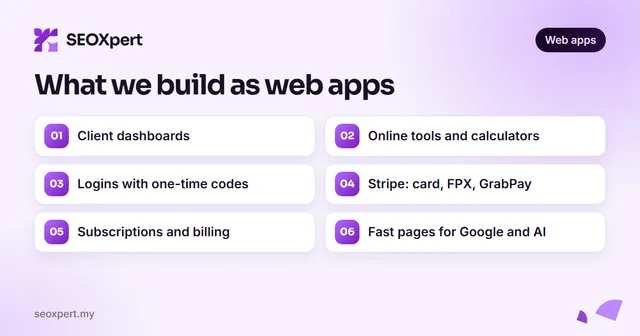 SEOXpert
Web apps
What we build as web apps
01 Client dashboards
02 Online tools and calculators
03 Logins with one-time codes
04 Stripe: card, FPX, GrabPay
05 Subscriptions and billing
06 Fast pages for Google and AI
seoxpert.my